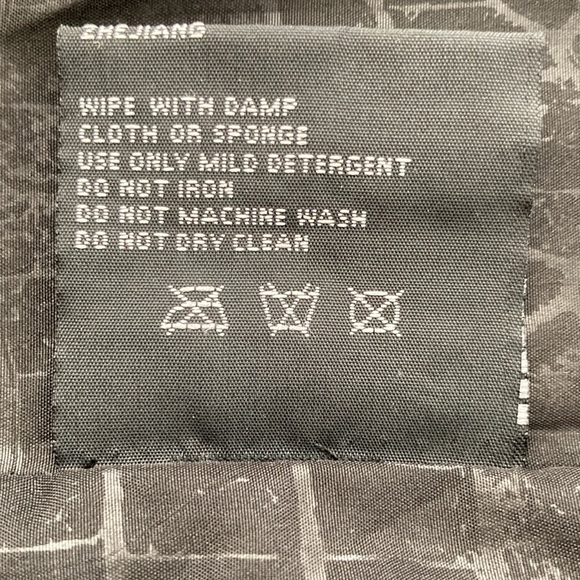 ZHEJIANG
WIPE WITH DAMP
CLOTH OR SPONGE
USE ONLY MILD DETERGENT
DO NOT IRON
DO NOT MACHINE WASH
DO NOT DRY CLEAN